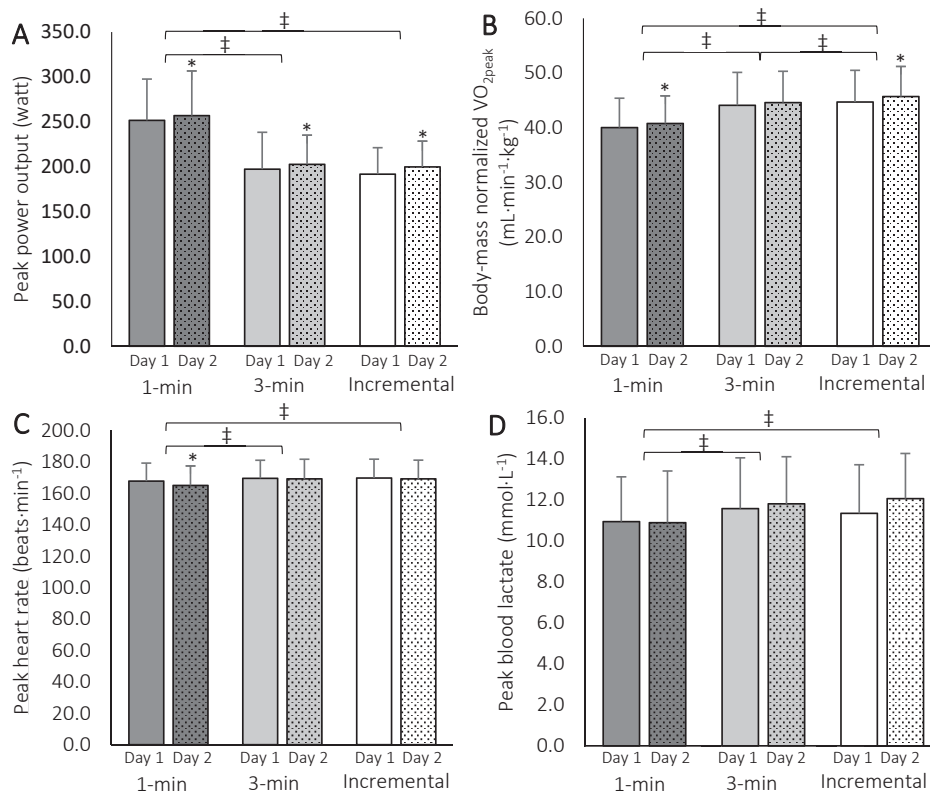 A
Peak power output (watt)
350.0
300.0
250.0
200.0
150.0
100.0
50.0
0.0
‡
‡
*
*
*
Day 1 Day 2 Day 1 Day 2 Day 1 Day 2
1-min 3-min Incremental
B
Body-mass normalized VO2peak
(mL·min-1·kg-1)
60.0
50.0
40.0
30.0
20.0
10.0
0.0
‡
‡ ‡
*
*
Day 1 Day 2 Day 1 Day 2 Day 1 Day 2
1-min 3-min Incremental
C
Peak heart rate (beats·min-1)
200.0
180.0
160.0
140.0
120.0
100.0
80.0
60.0
40.0
20.0
0.0
‡
‡
*
Day 1 Day 2 Day 1 Day 2 Day 1 Day 2
1-min 3-min Incremental
D
Peak blood lactate (mmol·L-1)
16.0
14.0
12.0
10.0
8.0
6.0
4.0
2.0
0.0
‡
‡
Day 1 Day 2 Day 1 Day 2 Day 1 Day 2
1-min 3-min Incremental